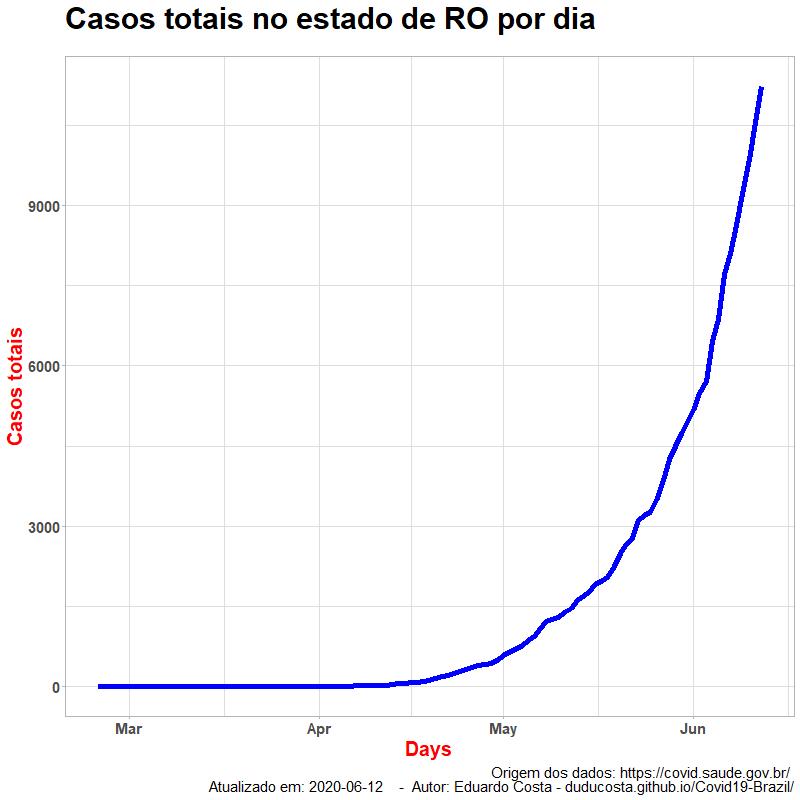 Casos totais no estado de RO por dia
Casos totais
9000
6000
3000
0
Mar Apr May Jun
Days
Origem dos dados: https://covid.saude.gov.br/
Atualizado em: 2020-06-12 - Autor: Eduardo Costa - duducosta.github.io/Covid19-Brazil/